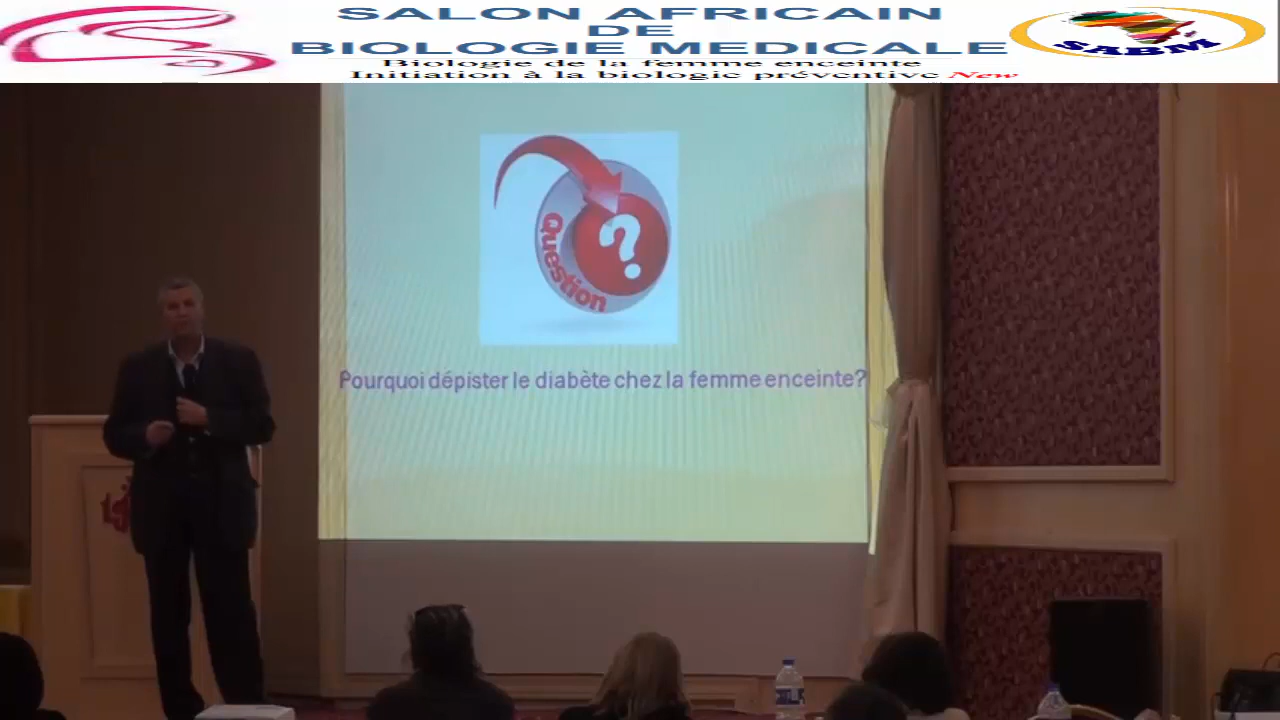 SALON AFRICAIN
DE
BIOLOGIE MEDICALE
Biologie de la femme enceinte
Initiation à la biologie préventive New
SABM
Question
?
Pourquoi dépister le diabète chez la femme enceinte?